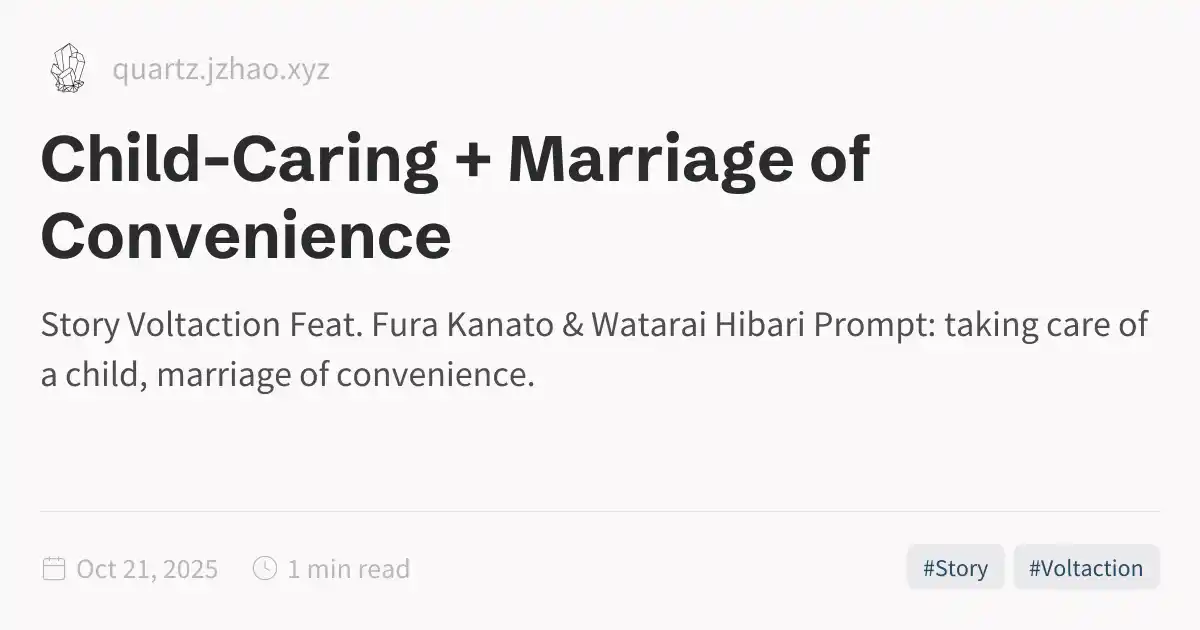 quartz.jzhao.xyz
Child-Caring + Marriage of
Convenience
Story Voltaction Feat. Fura Kanato & Watarai Hibari Prompt: taking care of
a child, marriage of convenience.
Oct 21, 2025 1 min read #Story #Voltaction